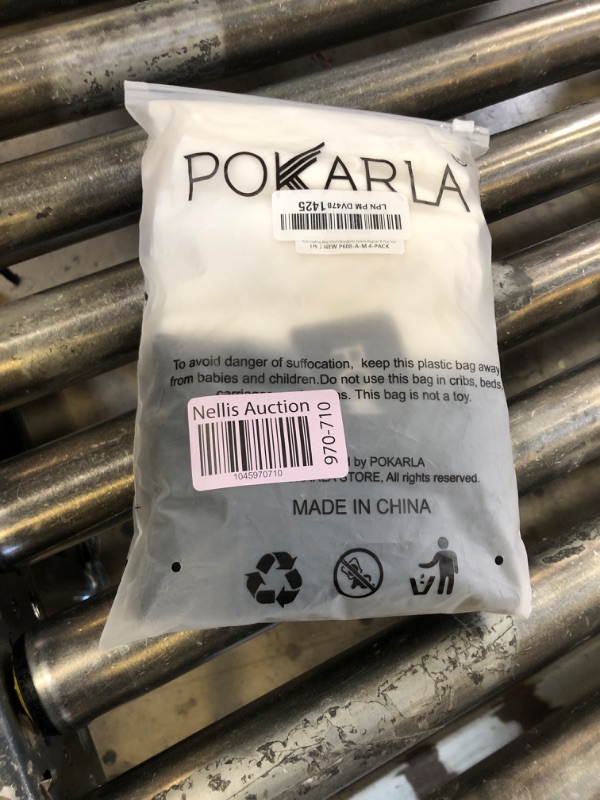 POKARLA
LPN PM DV478 1425
NEW P608-A-M 4-PACK
To avoid danger of suffocation, keep this plastic bag away
from babies and children.Do not use this bag in cribs, beds,
This bag is not a toy.
Nellis Auction
970-710
1045970710
by POKARLA
STORE, All rights reserved.
MADE IN CHINA